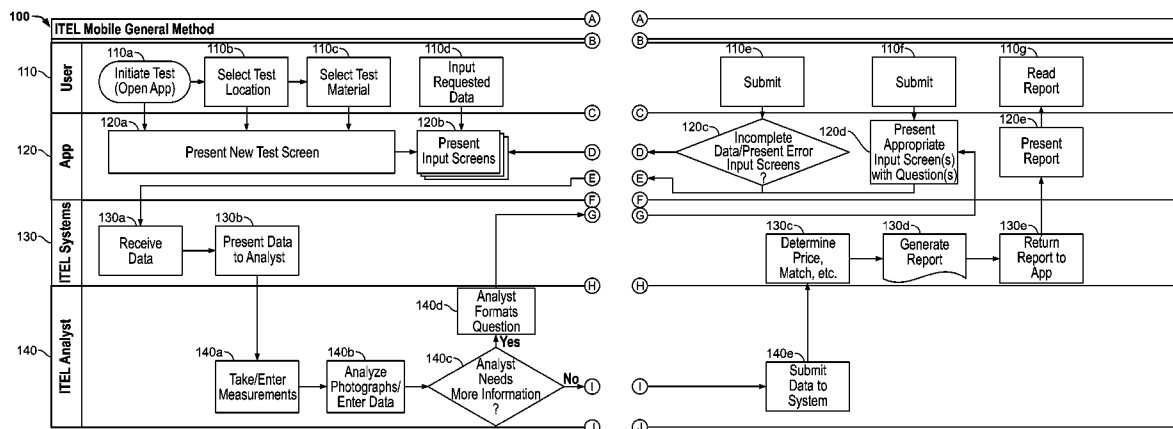 100
ITEL Mobile General Method
A
A
B
B
110
User
110a
Initiate Test
(Open App)
110b
Select Test
Location
110c
Select Test
Material
110d
Input
Requested
Data
110e
Submit
110f
Submit
110g
Read
Report
C
C
120
App
120a
Present New Test Screen
120b
Present
Input Screens
D
D
120c
Incomplete
Data/Present Error
Input Screens
?
120d
Present
Appropriate
Input Screen(s)
with Question(s)
120e
Present
Report
E
E
F
F
G
G
130
ITEL Systems
130a
Receive
Data
130b
Present Data
to Analyst
130c
Determine
Price,
Match, etc.
130d
Generate
Report
130e
Return
Report to
App
H
H
140
ITEL Analyst
140a
Take/Enter
Measurements
140b
Analyze
Photographs/
Enter Data
140c
Analyst
Needs
More Information
?
Yes
No
140d
Analyst
Formats
Question
I
I
140e
Submit
Data to
System
J
J